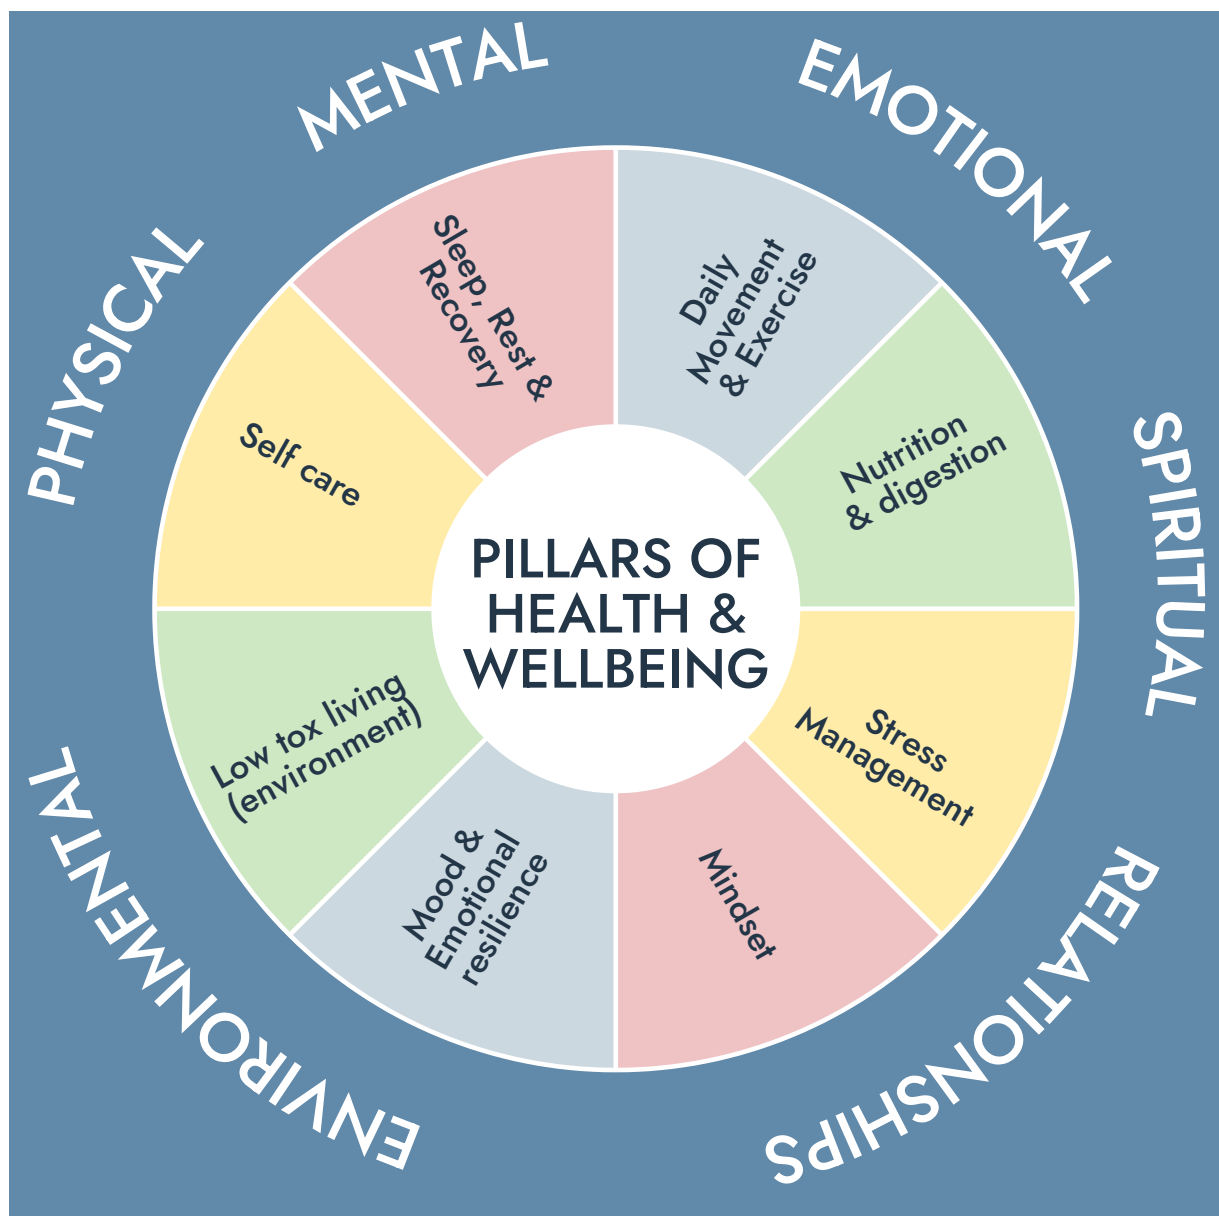 MENTAL
EMOTIONAL
SPIRITUAL
RELATIONSHIPS
ENVIRONMENTAL
PHYSICAL
Daily
Movement
& Exercise
Nutrition
& digestion
Stress
Management
Mindset
Mood &
Emotional
resilience
Low tox living
(environment)
Self care
Sleep, Rest &
Recovery
PILLARS OF
HEALTH &
WELLBEING